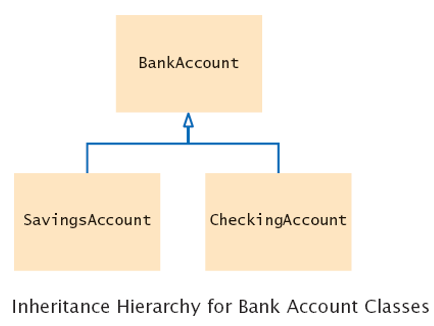 BankAccount
SavingsAccount
CheckingAccount
Inheritance Hierarchy for Bank Account Classes